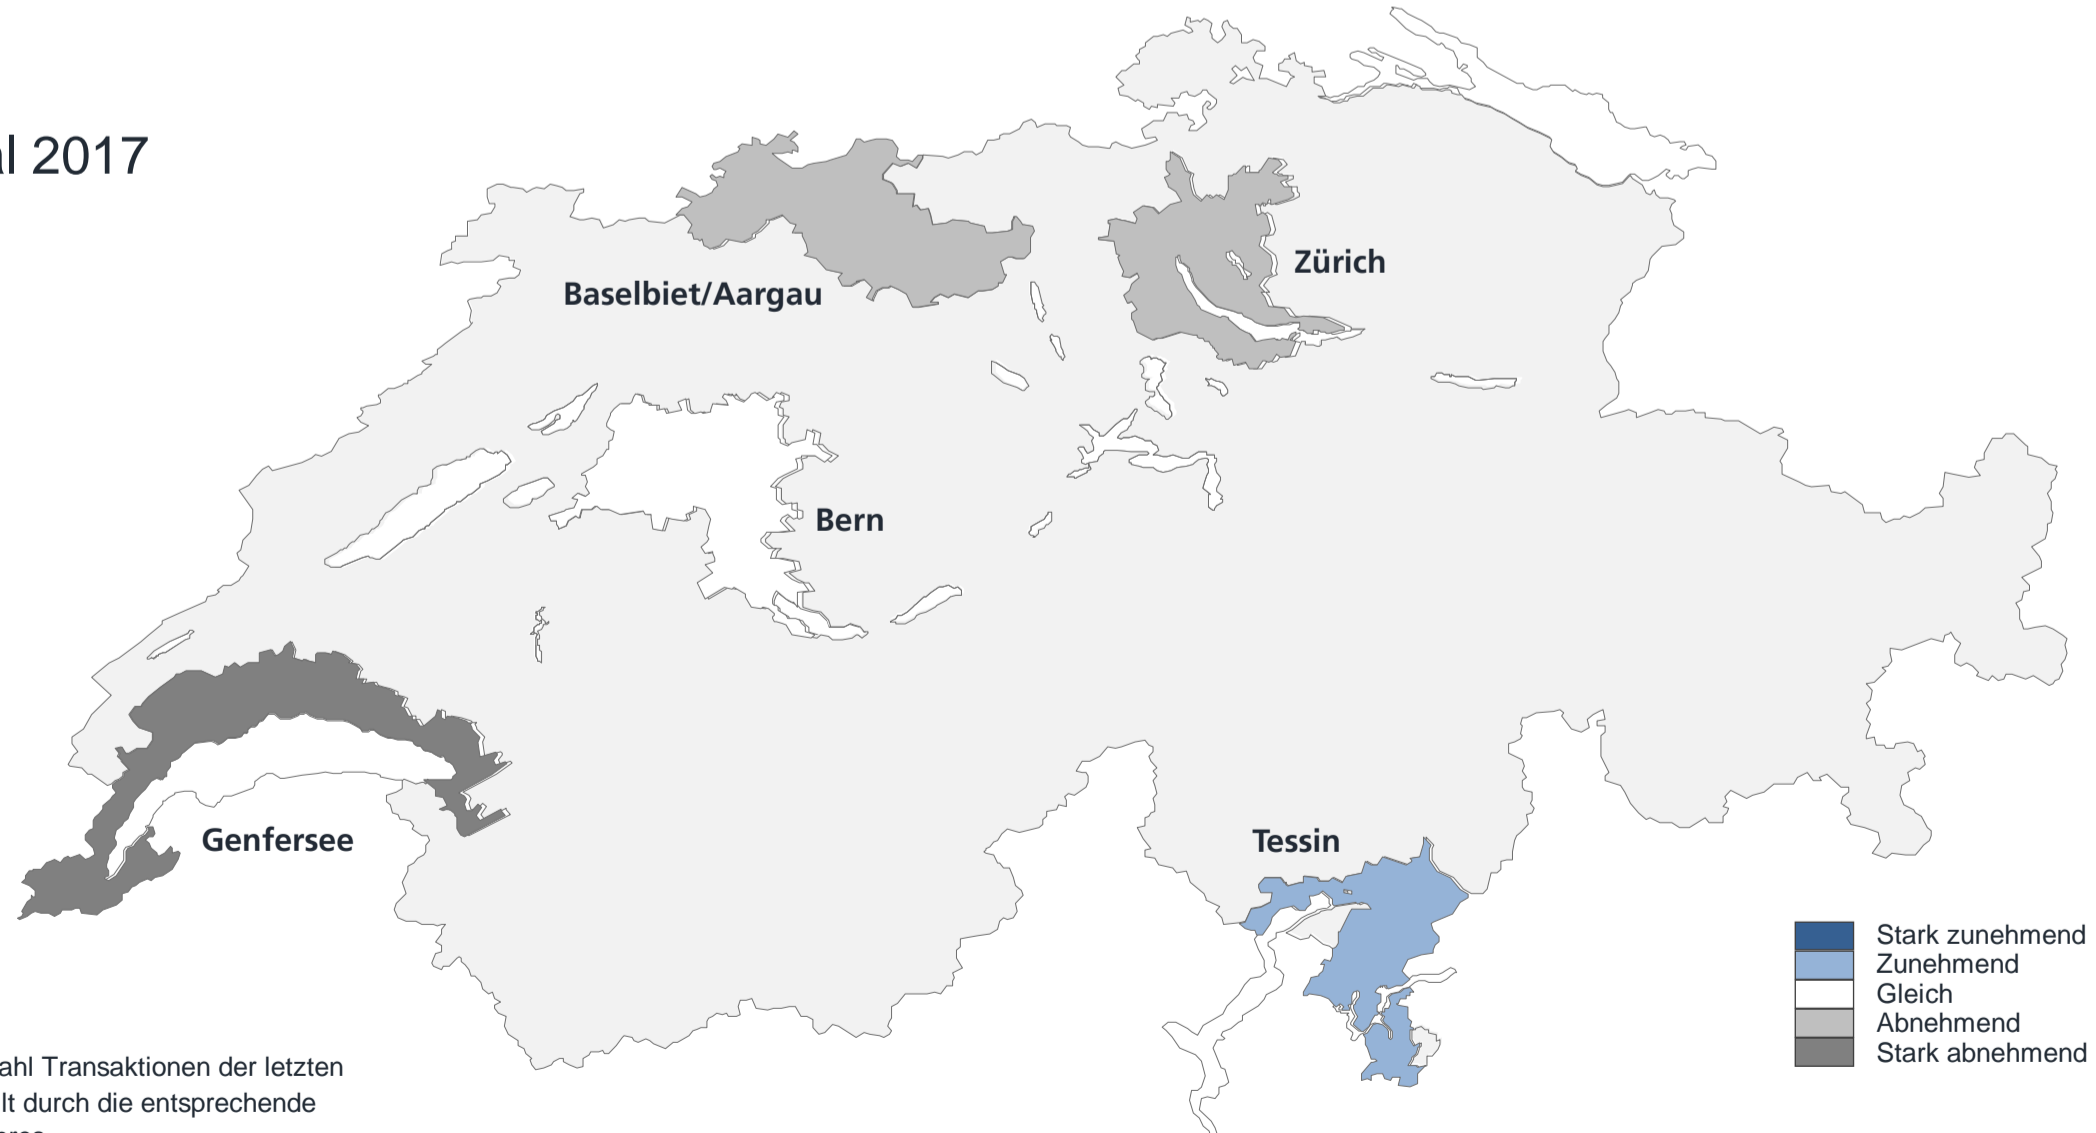 al 2017
Zürich
Baselbiet/Aargau
Bern
Genfersee
Tessin
Stark zunehmend
Zunehmend
Gleich
Abnehmend
Stark abnehmend
ahl Transaktionen der letzten
lt durch die entsprechende